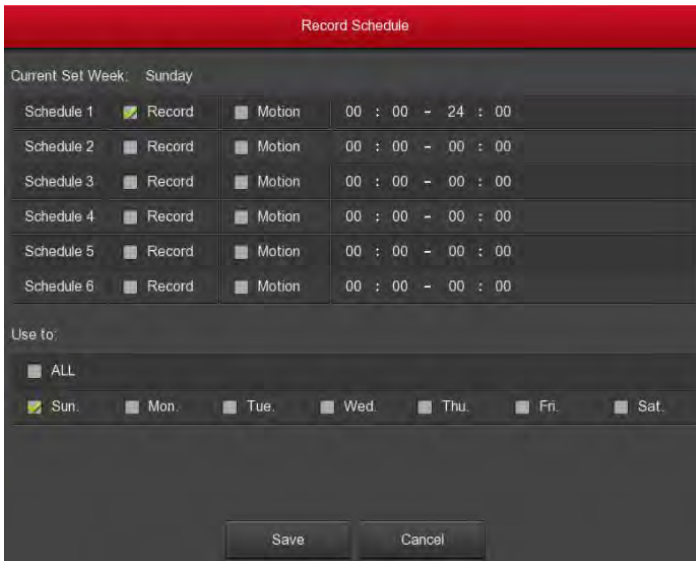 Record Schedule
Current Set Week: Sunday
Schedule 1 Record Motion 00 : 00 - 24 : 00
Schedule 2 Record Motion 00 : 00 - 00 : 00
Schedule 3 Record Motion 00 : 00 - 00 : 00
Schedule 4 Record Motion 00 : 00 - 00 : 00
Schedule 5 Record Motion 00 : 00 - 00 : 00
Schedule 6 Record Motion 00 : 00 - 00 : 00
Use to:
ALL
Sun. Mon. Tue. Wed. Thu. Fri. Sat.
Save Cancel